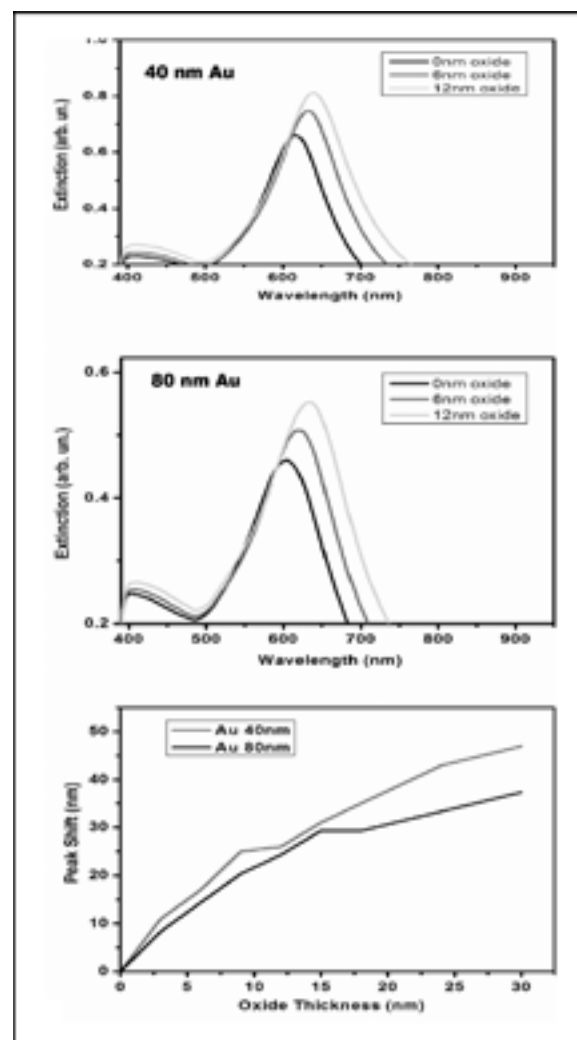 1.0
40 nm Au
0nm oxide
6nm oxide
12nm oxide
0.8
0.6
0.4
0.2
Extinction (arb. un.)
400 500 600 700 800 900
Wavelength (nm)
0.6
80 nm Au
0nm oxide
6nm oxide
12nm oxide
0.4
0.2
Extinction (arb. un.)
400 500 600 700 800 900
Wavelength (nm)
50
Au 40nm
Au 80nm
40
30
20
10
0
Peak Shift (nm)
0 5 10 15 20 25 30
Oxide Thickness (nm)